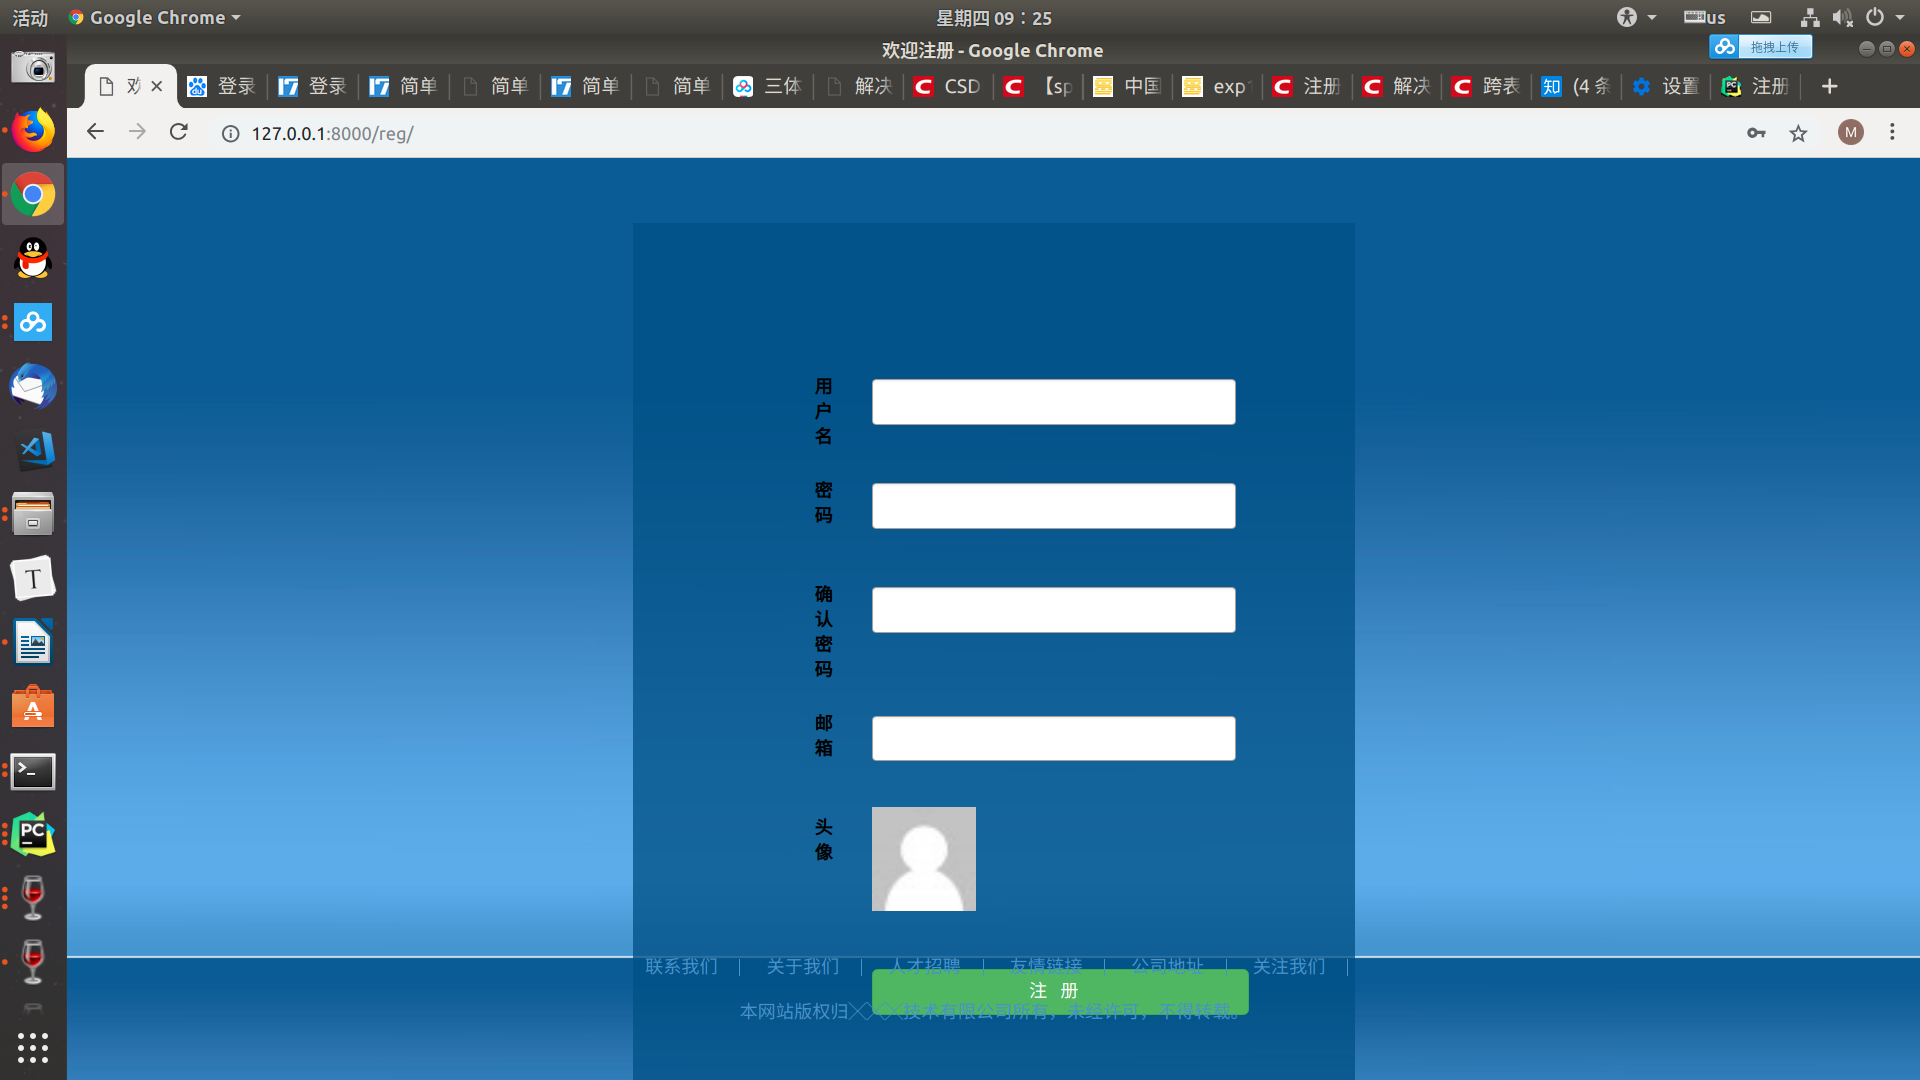 活动
Google Chrome
星期四 09：25
us
欢迎注册 - Google Chrome
拖拽上传
登录
登录
简单
简单
简单
简单
三体
解决
CSD
【sp
中国
exp
注册
解决
跨表
知
(4 条
设置
注册
127.0.0.1:8000/reg/
M
用户名
密码
确认密码
邮箱
头像
联系我们
关于我们
人才招聘
友情链接
公司地址
关注我们
注 册
本网站版权归╳╳╳技术有限公司所有，未经许可，不得转载。